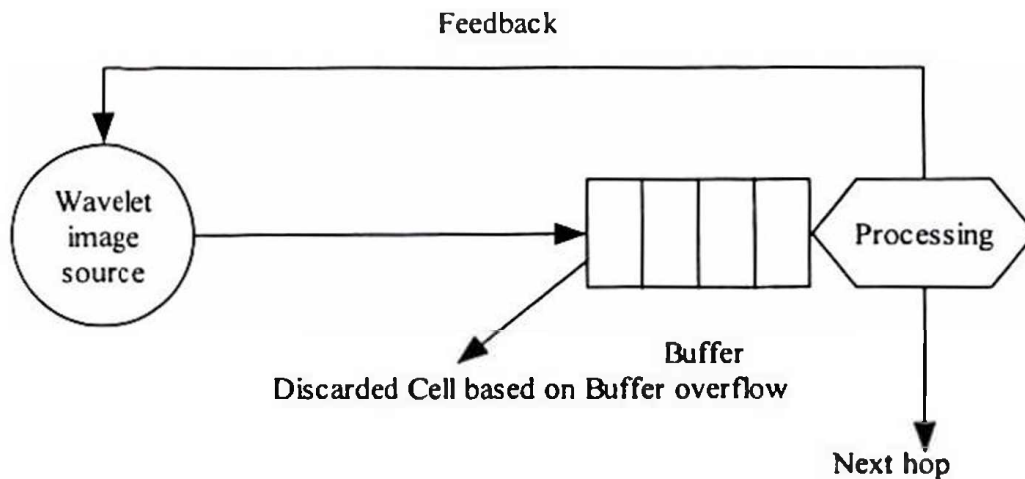 Feedback
Wavelet
image
source
Processing
Buffer
Discarded Cell based on Buffer overflow
Next hop